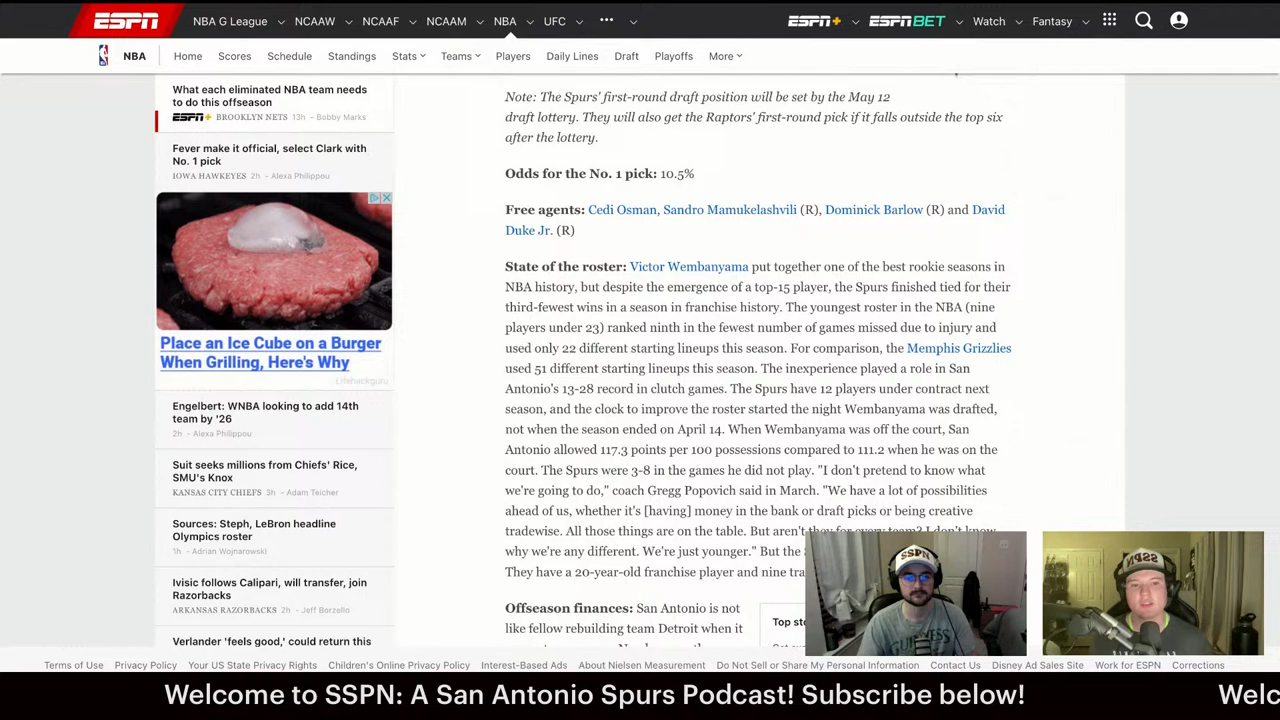 ESPN
NBA G League
NCAAW
NCAAF
NCAAM
NBA
UFC
•••
ESPN+
ESPN BET
Watch
Fantasy
NBA
Home
Scores
Schedule
Standings
Stats
Teams
Players
Daily Lines
Draft
Playoffs
More
What each eliminated NBA team needs
to do this offseason
ESPN+ BROOKLYN NETS 13h - Bobby Marks
Fever make it official, select Clark with
No. 1 pick
IOWA HAWKEYES 2h - Alexa Philippou
Place an Ice Cube on a Burger
When Grilling, Here's Why
Lifehackguru
Engelbert: WNBA looking to add 14th
team by '26
2h - Alexa Philippou
Suit seeks millions from Chiefs' Rice,
SMU's Knox
KANSAS CITY CHIEFS 3h - Adam Teicher
Sources: Steph, LeBron headline
Olympics roster
1h - Adrian Wojnarowski
Ivisic follows Calipari, will transfer, join
Razorbacks
ARKANSAS RAZORBACKS 2h - Jeff Borzello
Verlander 'feels good,' could return this
Note: The Spurs' first-round draft position will be set by the May 12
draft lottery. They will also get the Raptors' first-round pick if it falls outside the top six
after the lottery.
Odds for the No. 1 pick: 10.5%
Free agents: Cedi Osman, Sandro Mamukelashvili (R), Dominick Barlow (R) and David
Duke Jr. (R)
State of the roster: Victor Wembanyama put together one of the best rookie seasons in
NBA history, but despite the emergence of a top-15 player, the Spurs finished tied for their
third-fewest wins in a season in franchise history. The youngest roster in the NBA (nine
players under 23) ranked ninth in the fewest number of games missed due to injury and
used only 22 different starting lineups this season. For comparison, the Memphis Grizzlies
used 51 different starting lineups this season. The inexperience played a role in San
Antonio's 13-28 record in clutch games. The Spurs have 12 players under contract next
season, and the clock to improve the roster started the night Wembanyama was drafted,
not when the season ended on April 14. When Wembanyama was off the court, San
Antonio allowed 117.3 points per 100 possessions compared to 111.2 when he was on the
court. The Spurs were 3-8 in the games he did not play. "I don't pretend to know what
we're going to do," coach Gregg Popovich said in March. "We have a lot of possibilities
ahead of us, whether it's [having] money in the bank or draft picks or being creative
tradewise. All those things are on the table. But aren't they for every team? I don't know
why we're any different. We're just younger." But the
They have a 20-year-old franchise player and nine tra
Offseason finances: San Antonio is not
like fellow rebuilding team Detroit when it
Top sto
SSPN
SSPN
GUINNESS
Terms of Use
Privacy Policy
Your US State Privacy Rights
Children's Online Privacy Policy
Interest-Based Ads
About Nielsen Measurement
Do Not Sell or Share My Personal Information
Contact Us
Disney Ad Sales Site
Work for ESPN
Corrections
Welcome to SSPN: A San Antonio Spurs Podcast! Subscribe below!
Welc